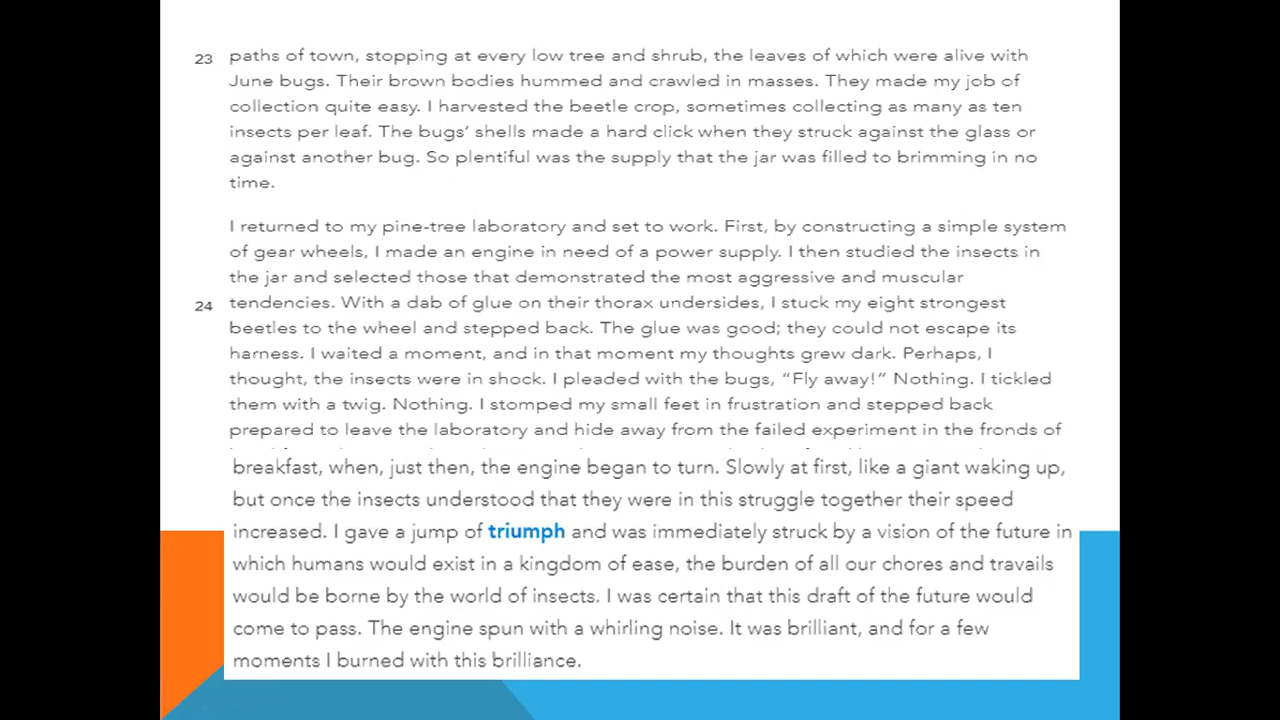 23 paths of town, stopping at every low tree and shrub, the leaves of which were alive with
June bugs. Their brown bodies hummed and crawled in masses. They made my job of
collection quite easy. I harvested the beetle crop, sometimes collecting as many as ten
insects per leaf. The bugs’ shells made a hard click when they struck against the glass or
against another bug. So plentiful was the supply that the jar was filled to brimming in no
time.
I returned to my pine-tree laboratory and set to work. First, by constructing a simple system
of gear wheels, I made an engine in need of a power supply. I then studied the insects in
the jar and selected those that demonstrated the most aggressive and muscular
24 tendencies. With a dab of glue on their thorax undersides, I stuck my eight strongest
beetles to the wheel and stepped back. The glue was good; they could not escape its
harness. I waited a moment, and in that moment my thoughts grew dark. Perhaps, I
thought, the insects were in shock. I pleaded with the bugs, “Fly away!” Nothing. I tickled
them with a twig. Nothing. I stomped my small feet in frustration and stepped back
prepared to leave the laboratory and hide away from the failed experiment in the fronds of
breakfast, when, just then, the engine began to turn. Slowly at first, like a giant waking up,
but once the insects understood that they were in this struggle together their speed
increased. I gave a jump of triumph and was immediately struck by a vision of the future in
which humans would exist in a kingdom of ease, the burden of all our chores and travails
would be borne by the world of insects. I was certain that this draft of the future would
come to pass. The engine spun with a whirling noise. It was brilliant, and for a few
moments I burned with this brilliance.